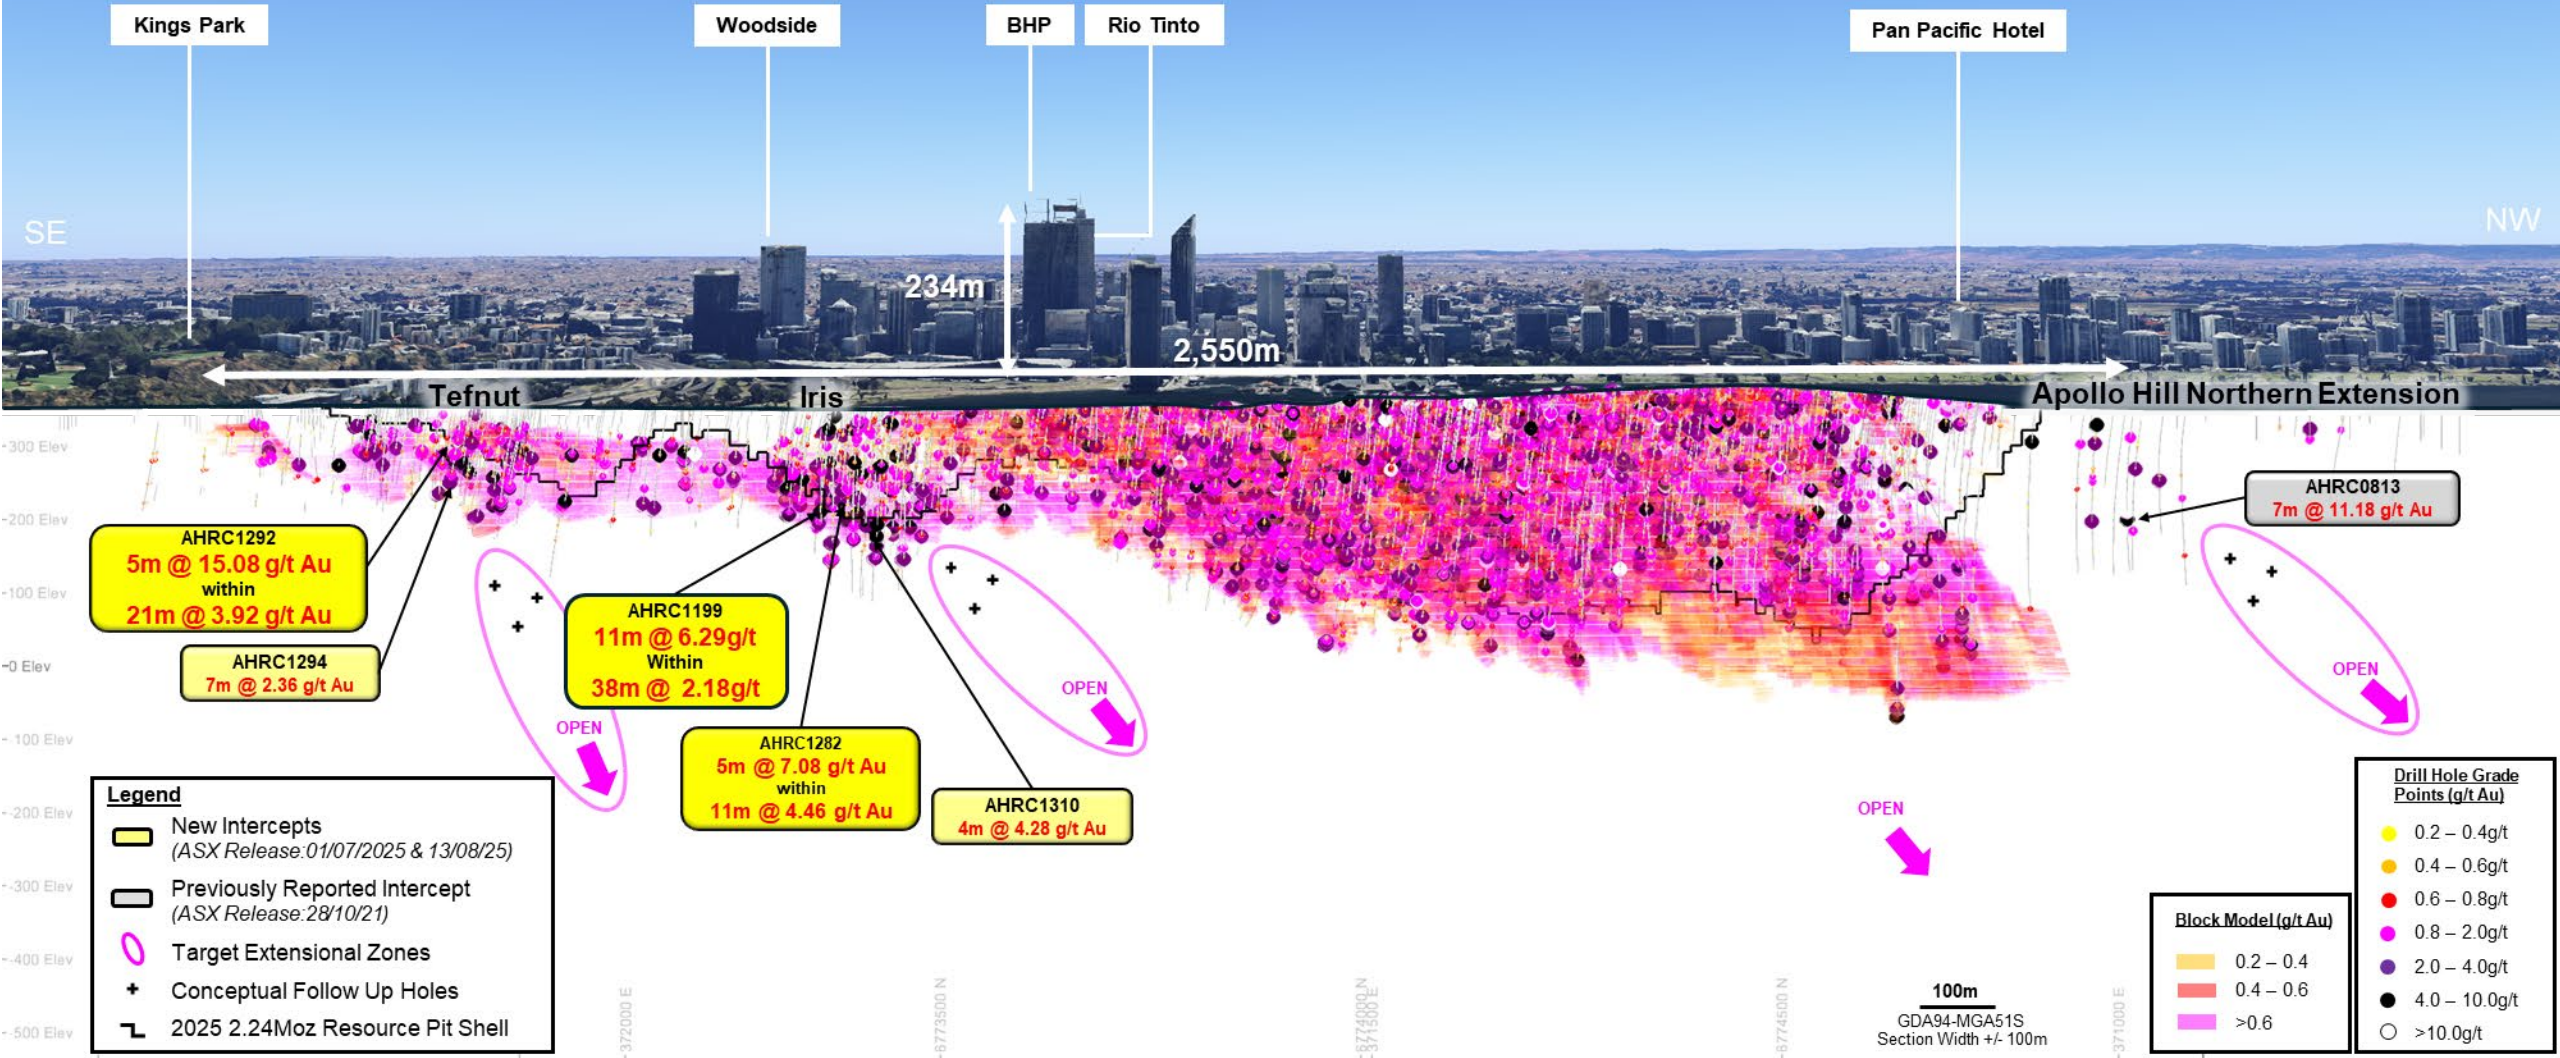 Kings Park
Woodside
BHP
Rio Tinto
Pan Pacific Hotel
SE
NW
234m
2,550m
Tefnut
Iris
Apollo Hill Northern Extension
300 Elev
200 Elev
100 Elev
0 Elev
-100 Elev
-200 Elev
-300 Elev
-400 Elev
-500 Elev
AHRC1292
5m @ 15.08 g/t Au
within
21m @ 3.92 g/t Au
AHRC1294
7m @ 2.36 g/t Au
AHRC1199
11m @ 6.29g/t
Within
38m @ 2.18g/t
AHRC1282
5m @ 7.08 g/t Au
within
11m @ 4.46 g/t Au
AHRC1310
4m @ 4.28 g/t Au
AHRC0813
7m @ 11.18 g/t Au
OPEN
OPEN
OPEN
OPEN
Legend
New Intercepts
(ASX Release:01/07/2025 & 13/08/25)
Previously Reported Intercept
(ASX Release:28/10/21)
Target Extensional Zones
Conceptual Follow Up Holes
2025 2.24Moz Resource Pit Shell
372000 E
6773500 N
6774000 N
371500 E
6774500 N
371000 E
100m
GDA94-MGA51S
Section Width +/- 100m
Block Model (g/t Au)
0.2 – 0.4
0.4 – 0.6
>0.6
Drill Hole Grade
Points (g/t Au)
0.2 – 0.4g/t
0.4 – 0.6g/t
0.6 – 0.8g/t
0.8 – 2.0g/t
2.0 – 4.0g/t
4.0 – 10.0g/t
>10.0g/t